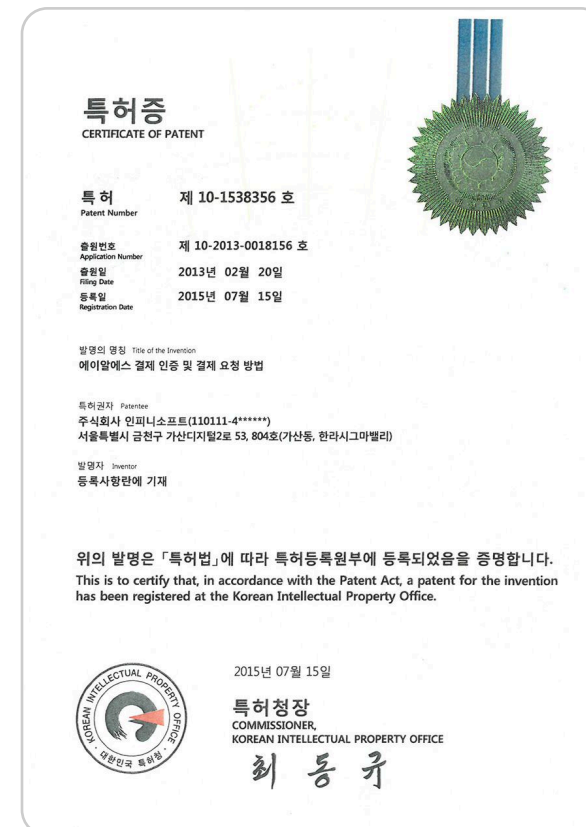 특허증
CERTIFICATE OF PATENT
특 허 제 10-1538356 호
Patent Number
출원번호 제 10-2013-0018156 호
Application Number
출원일 2013년 02월 20일
Filing Date
등록일 2015년 07월 15일
Registration Date
발명의 명칭 Title of the Invention
에이알에스 결제 인증 및 결제 요청 방법
특허권자 Patentee
주식회사 인피니소프트(110111-4******)
서울특별시 금천구 가산디지털2로 53, 804호(가산동, 한라시그마밸리)
발명자 Inventor
등록사항란에 기재
위의 발명은 「특허법」에 따라 특허등록원부에 등록되었음을 증명합니다.
This is to certify that, in accordance with the Patent Act, a patent for the invention
has been registered at the Korean Intellectual Property Office.
2015년 07월 15일
특허청장
COMMISSIONER,
KOREAN INTELLECTUAL PROPERTY OFFICE
최 동 규
KOREAN INTELLECTUAL PROPERTY OFFICE
대한민국 특허청